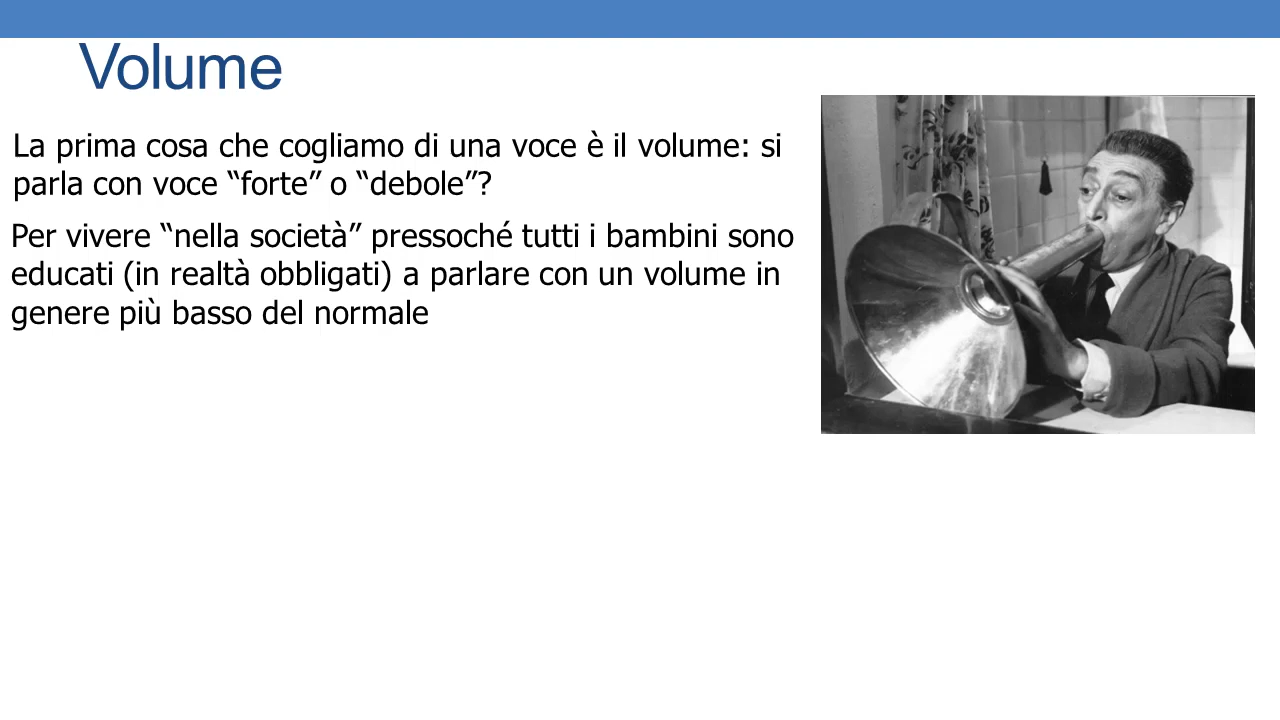 Volume
La prima cosa che cogliamo di una voce è il volume: si
parla con voce “forte” o “debole”?
Per vivere “nella società” pressoché tutti i bambini sono
educati (in realtà obbligati) a parlare con un volume in
genere più basso del normale